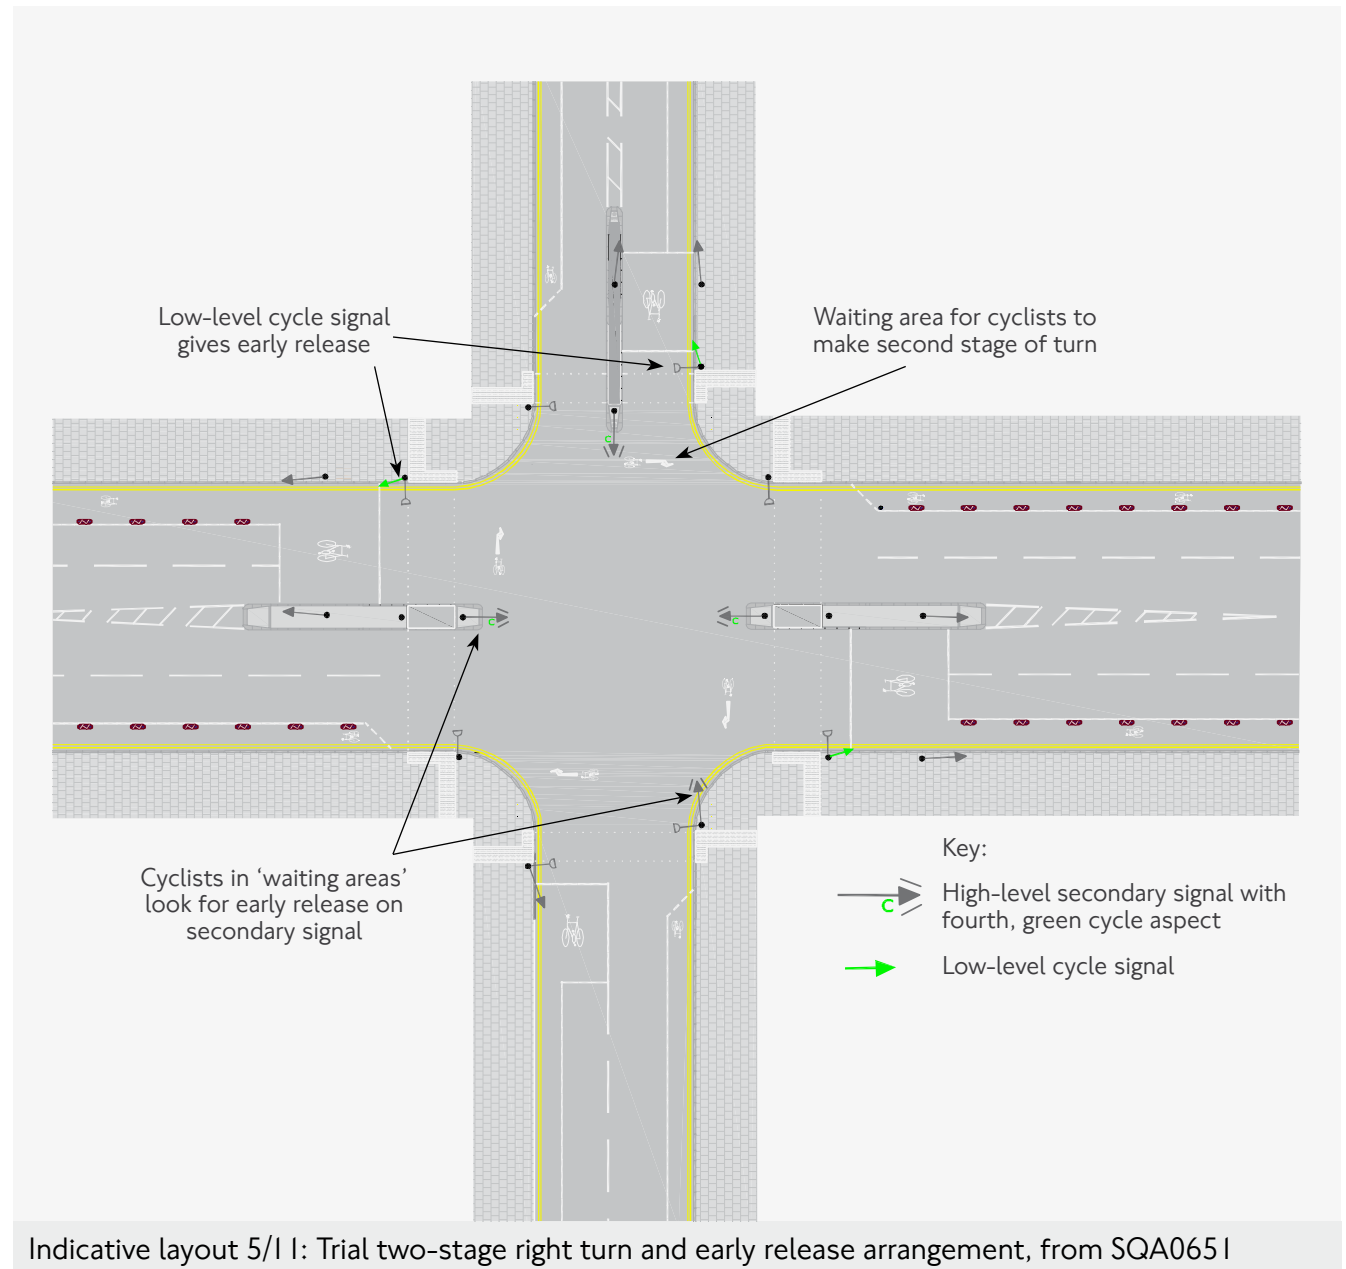 Low-level cycle signal
gives early release
Waiting area for cyclists to
make second stage of turn
C
C
C
Cyclists in ‘waiting areas’
look for early release on
secondary signal
Key:
C
High-level secondary signal with
fourth, green cycle aspect
Low-level cycle signal
Indicative layout 5/11: Trial two-stage right turn and early release arrangement, from SQA0651